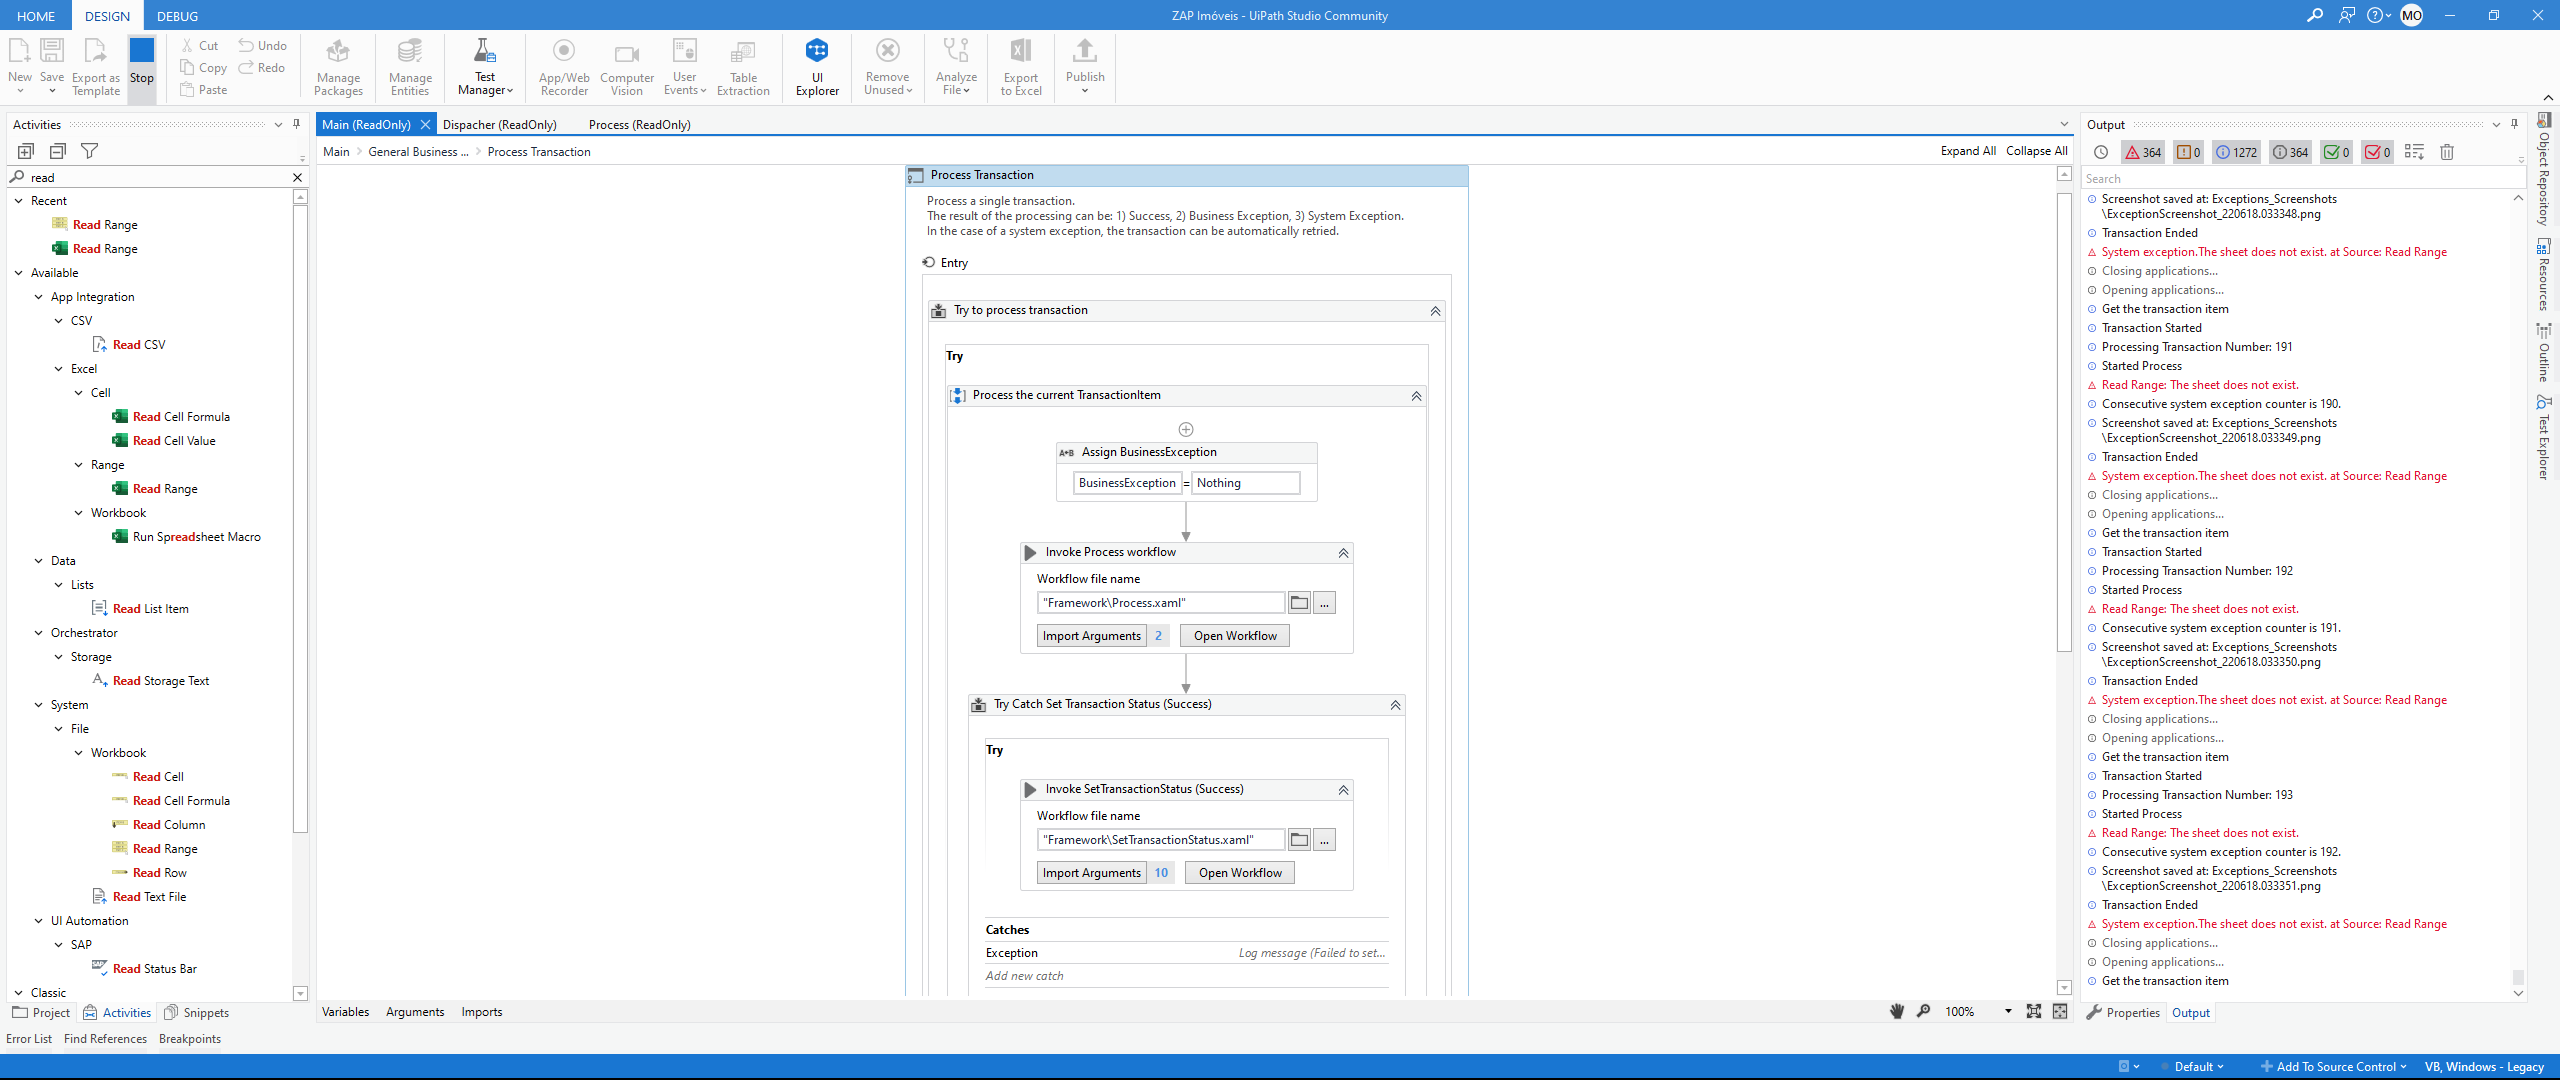 HOME DESIGN DEBUG ZAP Imóveis - UiPath Studio Community MO
New Save Export as Template Stop Cut Copy Paste Undo Redo Manage Packages Manage Entities Test Manager App/Web Recorder Computer Vision User Events Table Extraction UI Explorer Remove Unused Analyze File Export to Excel Publish
Activities
read
Recent
Read Range
Read Range
Available
App Integration
CSV
Read CSV
Excel
Cell
Read Cell Formula
Read Cell Value
Range
Read Range
Workbook
Run Spreadsheet Macro
Data
Lists
Read List Item
Orchestrator
Storage
Read Storage Text
System
File
Workbook
Read Cell
Read Cell Formula
Read Column
Read Range
Read Row
Read Text File
UI Automation
SAP
Read Status Bar
Classic
Project Activities Snippets
Main (ReadOnly) Dispacher (ReadOnly) Process (ReadOnly)
Main General Business ... Process Transaction Expand All Collapse All
Process Transaction
Process a single transaction.
The result of the processing can be: 1) Success, 2) Business Exception, 3) System Exception.
In the case of a system exception, the transaction can be automatically retried.
Entry
Try to process transaction
Try
Process the current TransactionItem
A+B Assign BusinessException
BusinessException = Nothing
Invoke Process workflow
Workflow file name
"Framework\Process.xaml" ...
Import Arguments 2 Open Workflow
Try Catch Set Transaction Status (Success)
Try
Invoke SetTransactionStatus (Success)
Workflow file name
"Framework\SetTransactionStatus.xaml" ...
Import Arguments 10 Open Workflow
Catches
Exception Log message (Failed to set...
Add new catch
Variables Arguments Imports 100%
Output
364 0 1272 364 0 0
Search
Screenshot saved at: Exceptions_Screenshots
\ExceptionScreenshot_220618.033348.png
Transaction Ended
System exception.The sheet does not exist. at Source: Read Range
Closing applications...
Opening applications...
Get the transaction item
Transaction Started
Processing Transaction Number: 191
Started Process
Read Range: The sheet does not exist.
Consecutive system exception counter is 190.
Screenshot saved at: Exceptions_Screenshots
\ExceptionScreenshot_220618.033349.png
Transaction Ended
System exception.The sheet does not exist. at Source: Read Range
Closing applications...
Opening applications...
Get the transaction item
Transaction Started
Processing Transaction Number: 192
Started Process
Read Range: The sheet does not exist.
Consecutive system exception counter is 191.
Screenshot saved at: Exceptions_Screenshots
\ExceptionScreenshot_220618.033350.png
Transaction Ended
System exception.The sheet does not exist. at Source: Read Range
Closing applications...
Opening applications...
Get the transaction item
Transaction Started
Processing Transaction Number: 193
Started Process
Read Range: The sheet does not exist.
Consecutive system exception counter is 192.
Screenshot saved at: Exceptions_Screenshots
\ExceptionScreenshot_220618.033351.png
Transaction Ended
System exception.The sheet does not exist. at Source: Read Range
Closing applications...
Opening applications...
Get the transaction item
Properties Output
Object Repository
Resources
Outline
Test Explorer
Error List Find References Breakpoints
Default Add To Source Control VB, Windows - Legacy